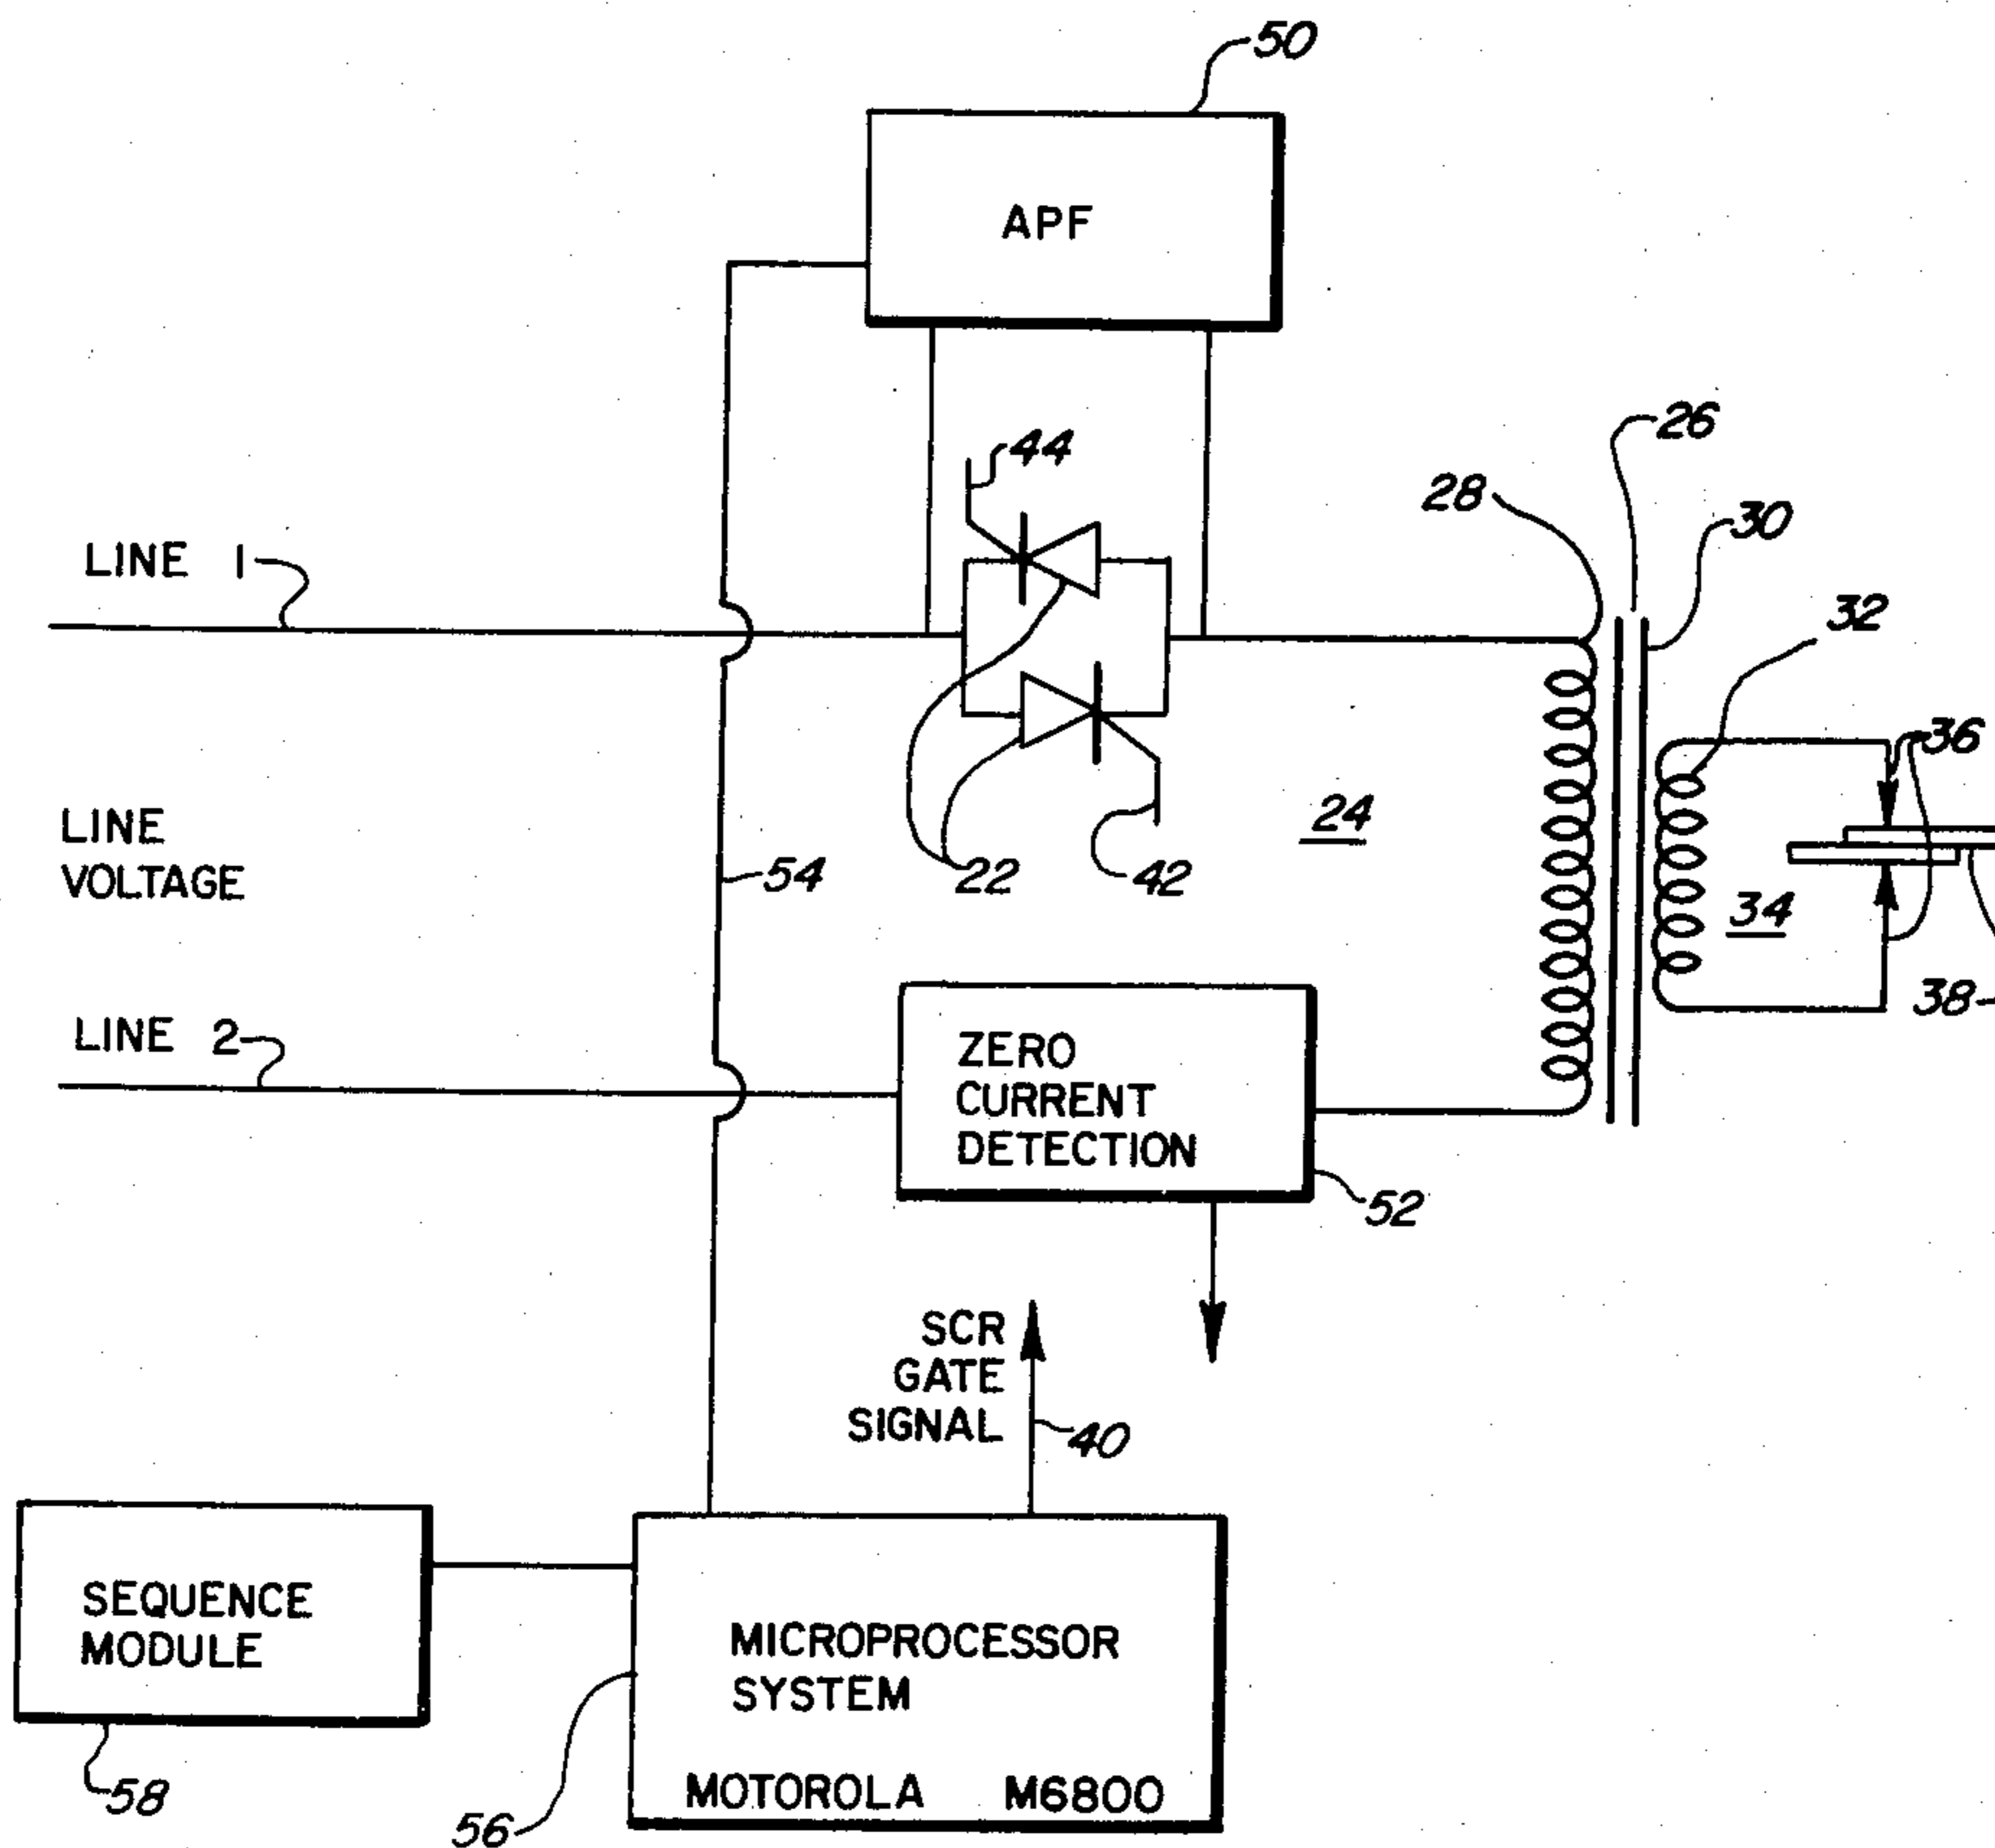 50
APF
26
44
28
30
LINE 1
32
36
LINE
VOLTAGE
54
22
42
24
34
38
LINE 2
ZERO
CURRENT
DETECTION
52
SCR
GATE
SIGNAL
40
SEQUENCE
MODULE
MICROPROCESSOR
SYSTEM
MOTOROLA M6800
58
56